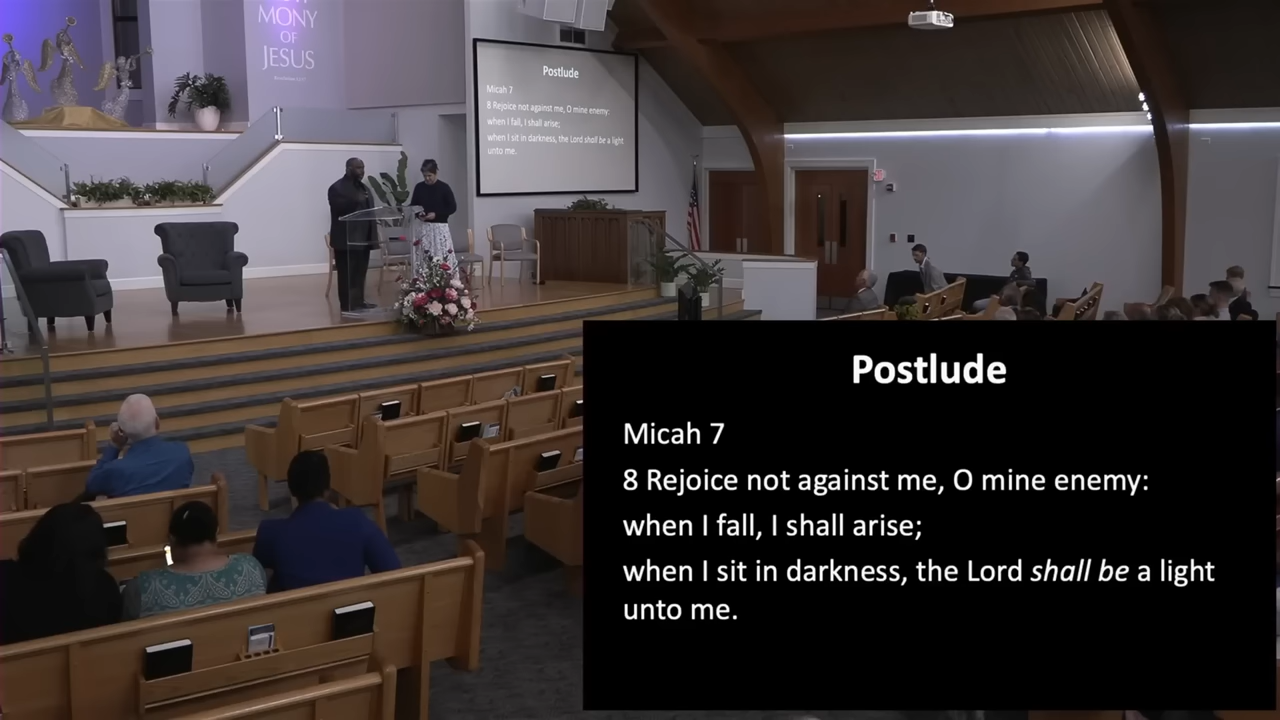 MONY
OF
JESUS
Postlude
Micah 7
8 Rejoice not against me, O mine enemy:
when I fall, I shall arise;
when I sit in darkness, the Lord shall be a light
unto me.
Postlude
Micah 7
8 Rejoice not against me, O mine enemy:
when I fall, I shall arise;
when I sit in darkness, the Lord shall be a light
unto me.